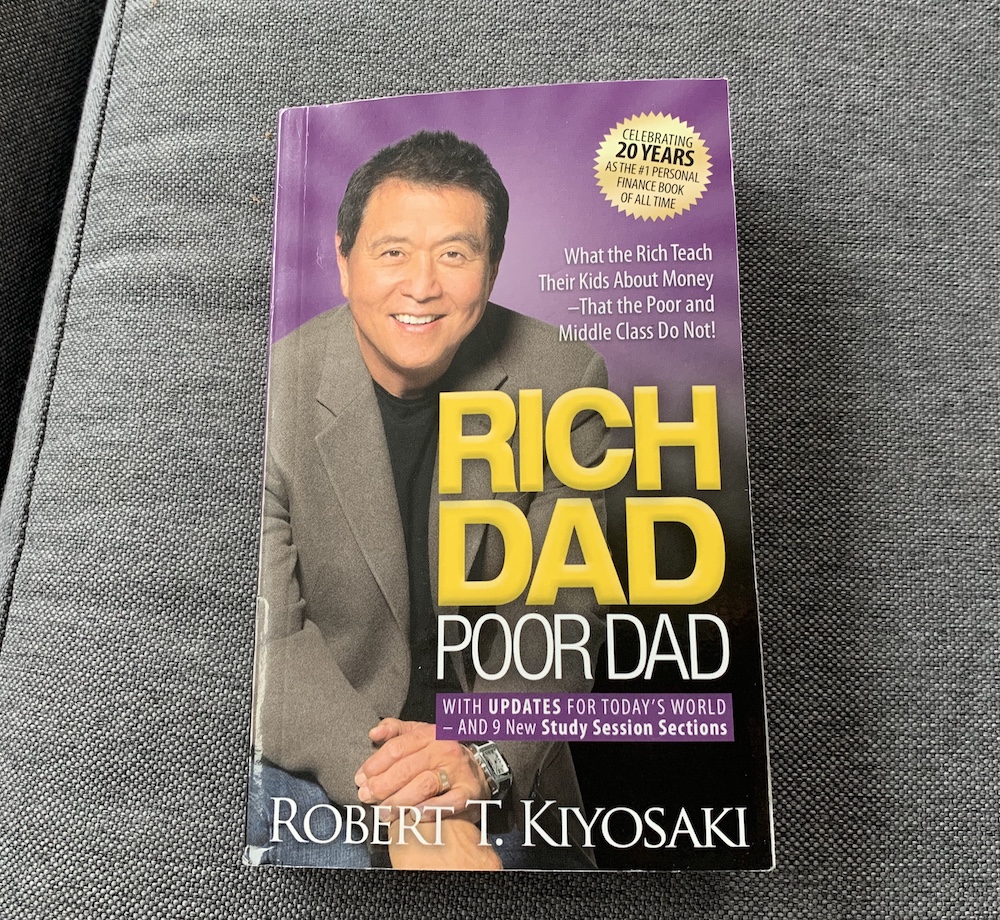 CELEBRATING
20 YEARS
AS THE #1 PERSONAL
FINANCE BOOK
OF ALL TIME
What the Rich Teach
Their Kids About Money
–That the Poor and
Middle Class Do Not!
RICH
DAD
POOR DAD
WITH UPDATES FOR TODAY'S WORLD
– AND 9 New Study Session Sections
ROBERT T. KIYOSAKI